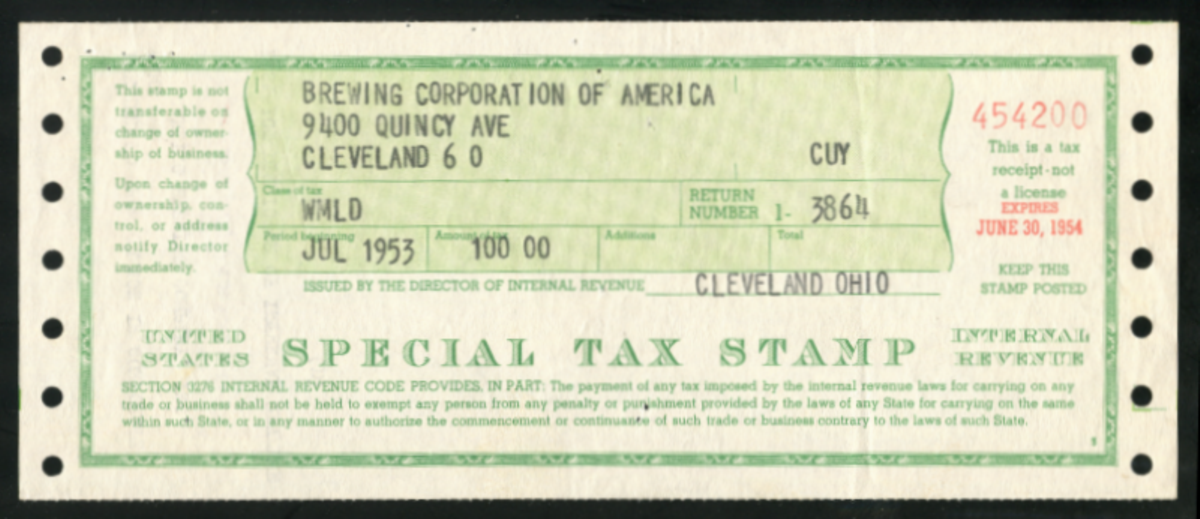 This stamp is not
transferable on
change of owner-
ship of business.
Upon change of
ownership, con-
trol, or address
notify Director
immediately.
BREWING CORPORATION OF AMERICA
9400 QUINCY AVE
CLEVELAND 6 O CUY
Class of tax
WMLD
RETURN
NUMBER 1- 3864
Period beginning
JUL 1953
Amount of tax
100 00
Additions
Total
ISSUED BY THE DIRECTOR OF INTERNAL REVENUE CLEVELAND OHIO
454200
This is a tax
receipt-not
a license
EXPIRES
JUNE 30, 1954
KEEP THIS
STAMP POSTED
UNITED
STATES
SPECIAL TAX STAMP
INTERNAL
REVENUE
SECTION 3276 INTERNAL REVENUE CODE PROVIDES, IN PART: The payment of any tax imposed by the internal revenue laws for carrying on any
trade or business shall not be held to exempt any person from any penalty or punishment provided by the laws of any State for carrying on the same
within such State, or in any manner to authorize the commencement or continuance of such trade or business contrary to the laws of such State.